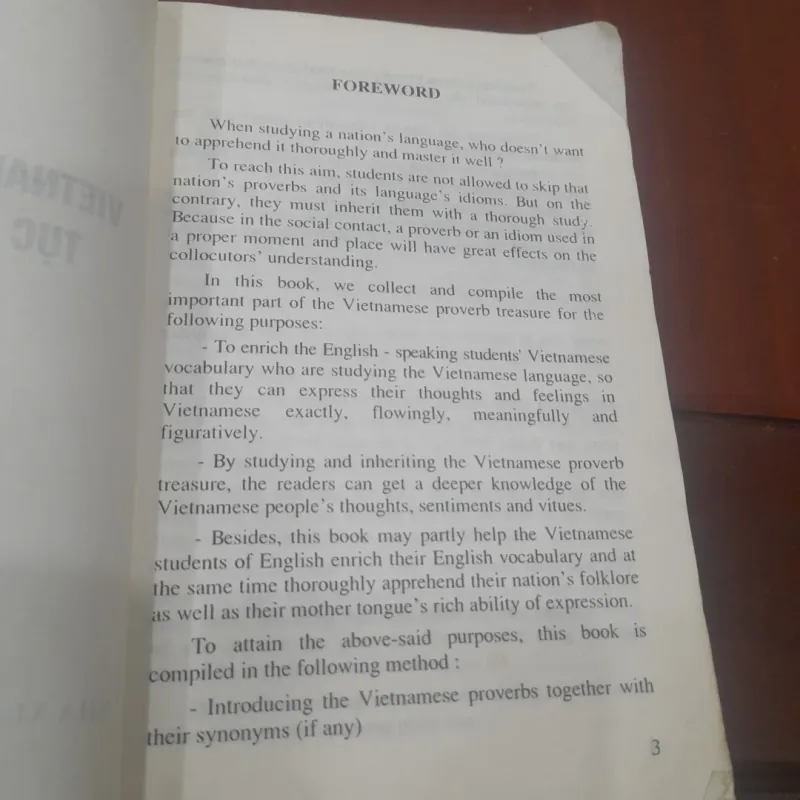 FOREWORD
When studying a nation's language, who doesn't want
to apprehend it thoroughly and master it well ?
To reach this aim, students are not allowed to skip that
nation's proverbs and its language's idioms. But on the
contrary, they must inherit them with a thorough study.
Because in the social contact, a proverb or an idiom used in
a proper moment and place will have great effects on the
collocutors' understanding.
In this book, we collect and compile the most
important part of the Vietnamese proverb treasure for the
following purposes:
- To enrich the English - speaking students' Vietnamese
vocabulary who are studying the Vietnamese language, so
that they can express their thoughts and feelings in
Vietnamese exactly, flowingly, meaningfully and
figuratively.
- By studying and inheriting the Vietnamese proverb
treasure, the readers can get a deeper knowledge of the
Vietnamese people's thoughts, sentiments and vitues.
- Besides, this book may partly help the Vietnamese
students of English enrich their English vocabulary and at
the same time thoroughly apprehend their nation's folklore
as well as their mother tongue's rich ability of expression.
To attain the above-said purposes, this book is
compiled in the following method :
- Introducing the Vietnamese proverbs together with
their synonyms (if any)
3